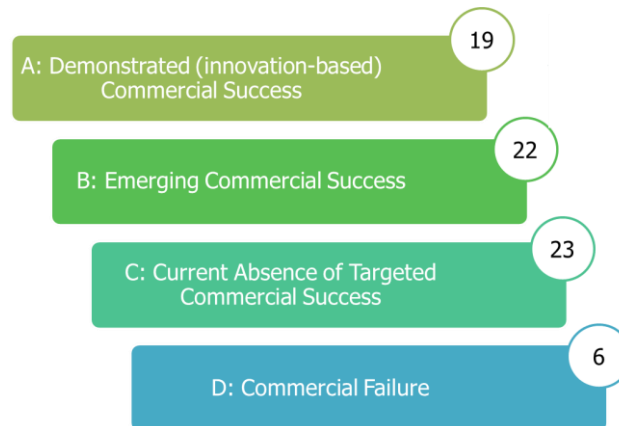 19
A: Demonstrated (innovation-based)
Commercial Success
22
B: Emerging Commercial Success
23
C: Current Absence of Targeted
Commercial Success
6
D: Commercial Failure